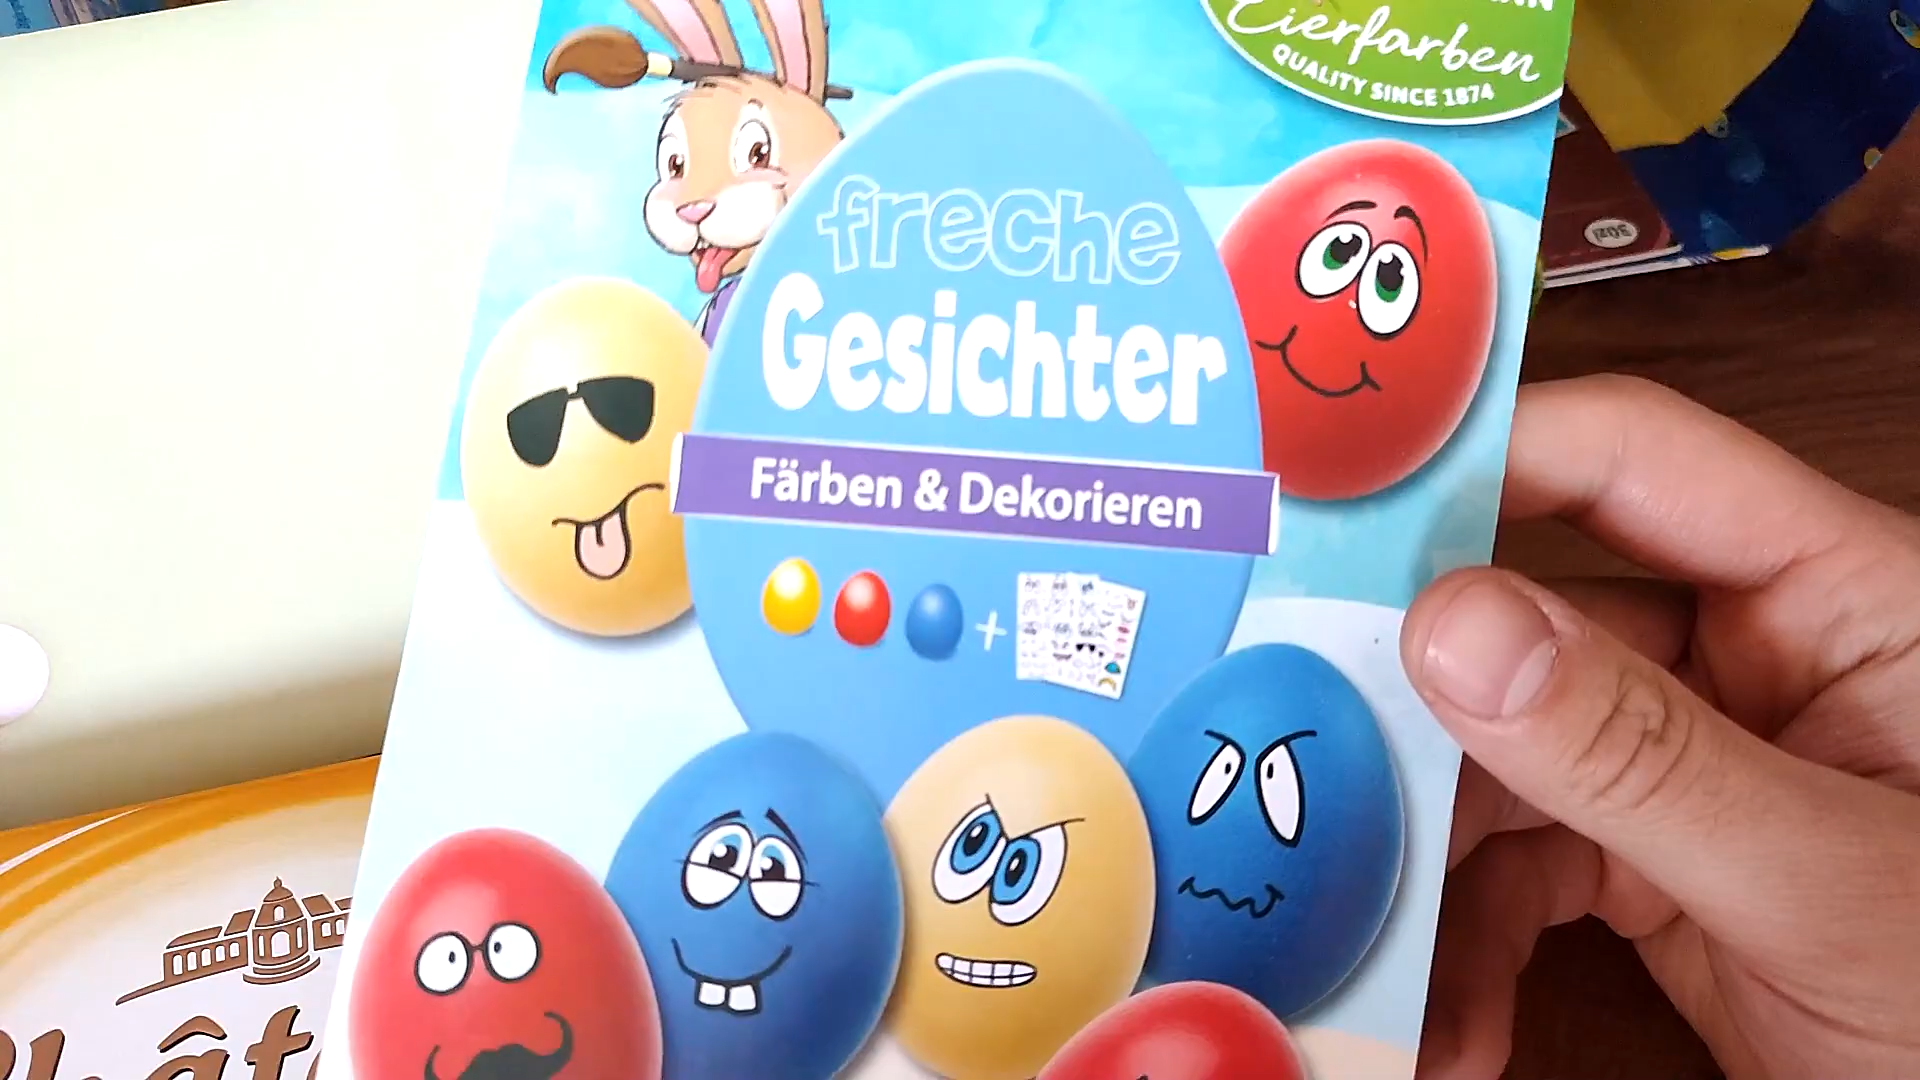 Eierfarben
QUALITY SINCE 1874
freche
Gesichter
Färben & Dekorieren
+